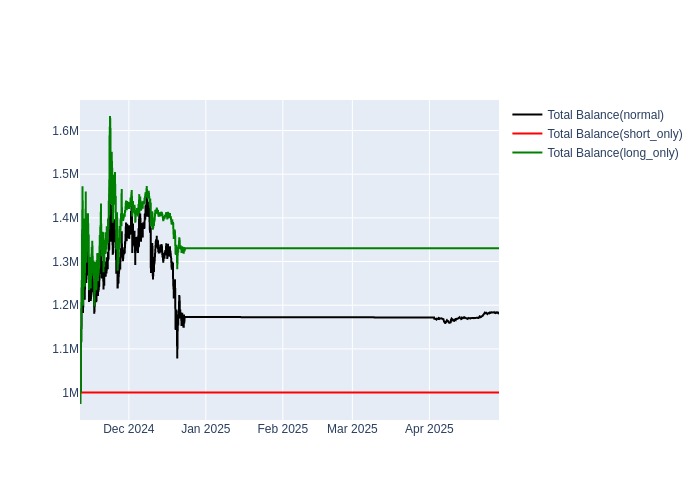 1.6M
1.5M
1.4M
1.3M
1.2M
1.1M
1M
Dec 2024 Jan 2025 Feb 2025 Mar 2025 Apr 2025
Total Balance(normal)
Total Balance(short_only)
Total Balance(long_only)